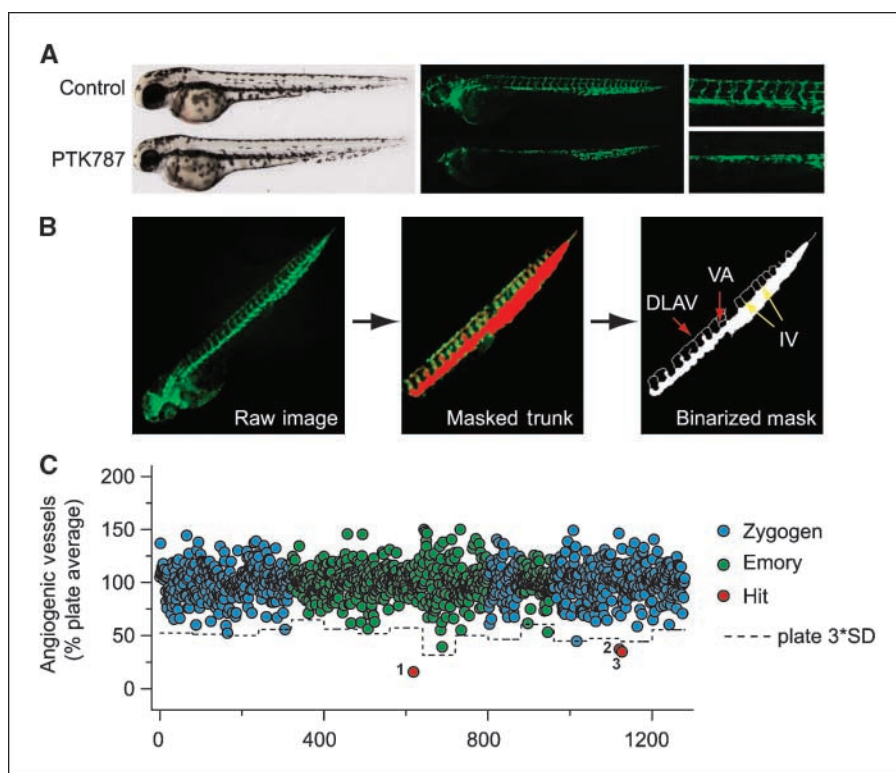 A
Control
PTK787
B
DLAV
VA
IV
Raw image
Masked trunk
Binarized mask
C
Angiogenic vessels
(% plate average)
200
150
100
50
0
0
400
800
1200
1
2
3
Zygogen
Emory
Hit
plate 3*SD